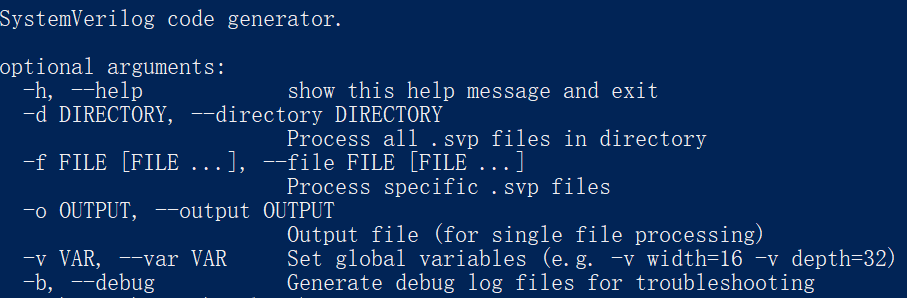 SystemVerilog code generator.
optional arguments:
-h, --help show this help message and exit
-d DIRECTORY, --directory DIRECTORY
Process all .svp files in directory
-f FILE [FILE ...], --file FILE [FILE ...]
Process specific .svp files
-o OUTPUT, --output OUTPUT
Output file (for single file processing)
-v VAR, --var VAR Set global variables (e.g. -v width=16 -v depth=32)
-b, --debug Generate debug log files for troubleshooting